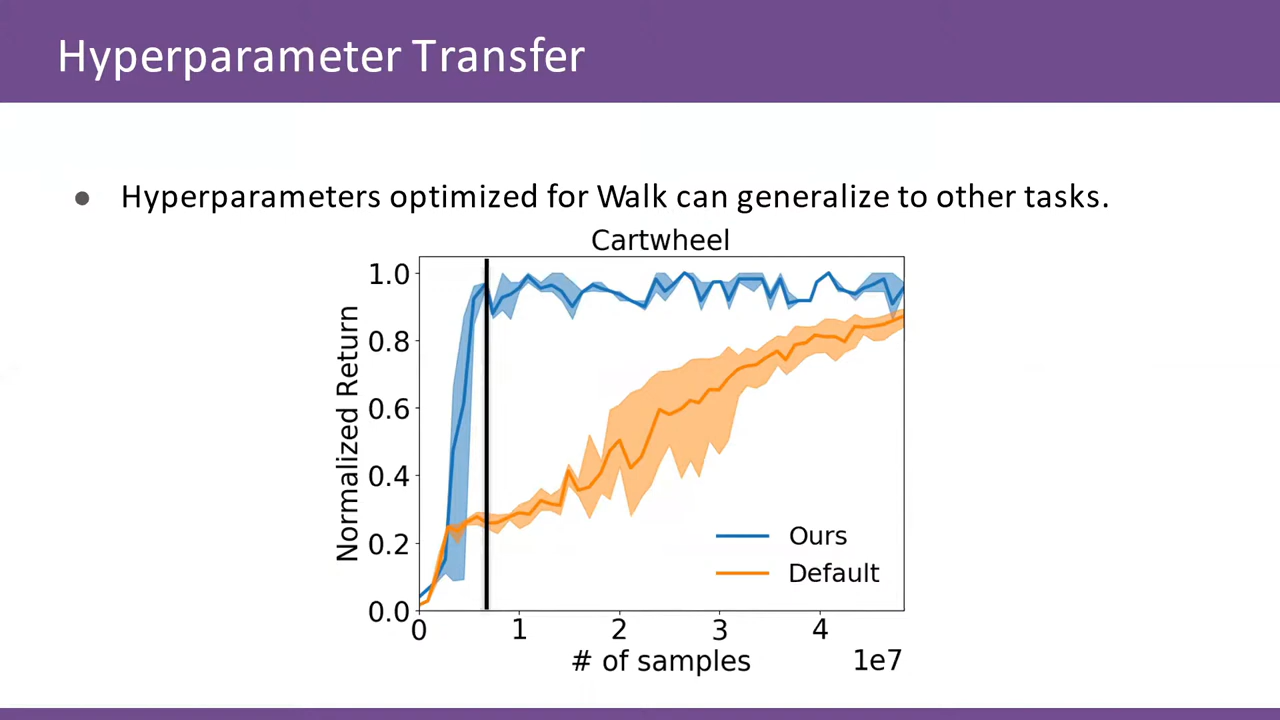 Hyperparameter Transfer
● Hyperparameters optimized for Walk can generalize to other tasks.
Cartwheel
1.0
0.8
0.6
0.4
0.2
0.0
Normalized Return
Ours
Default
0 1 2 3 4
# of samples 1e7